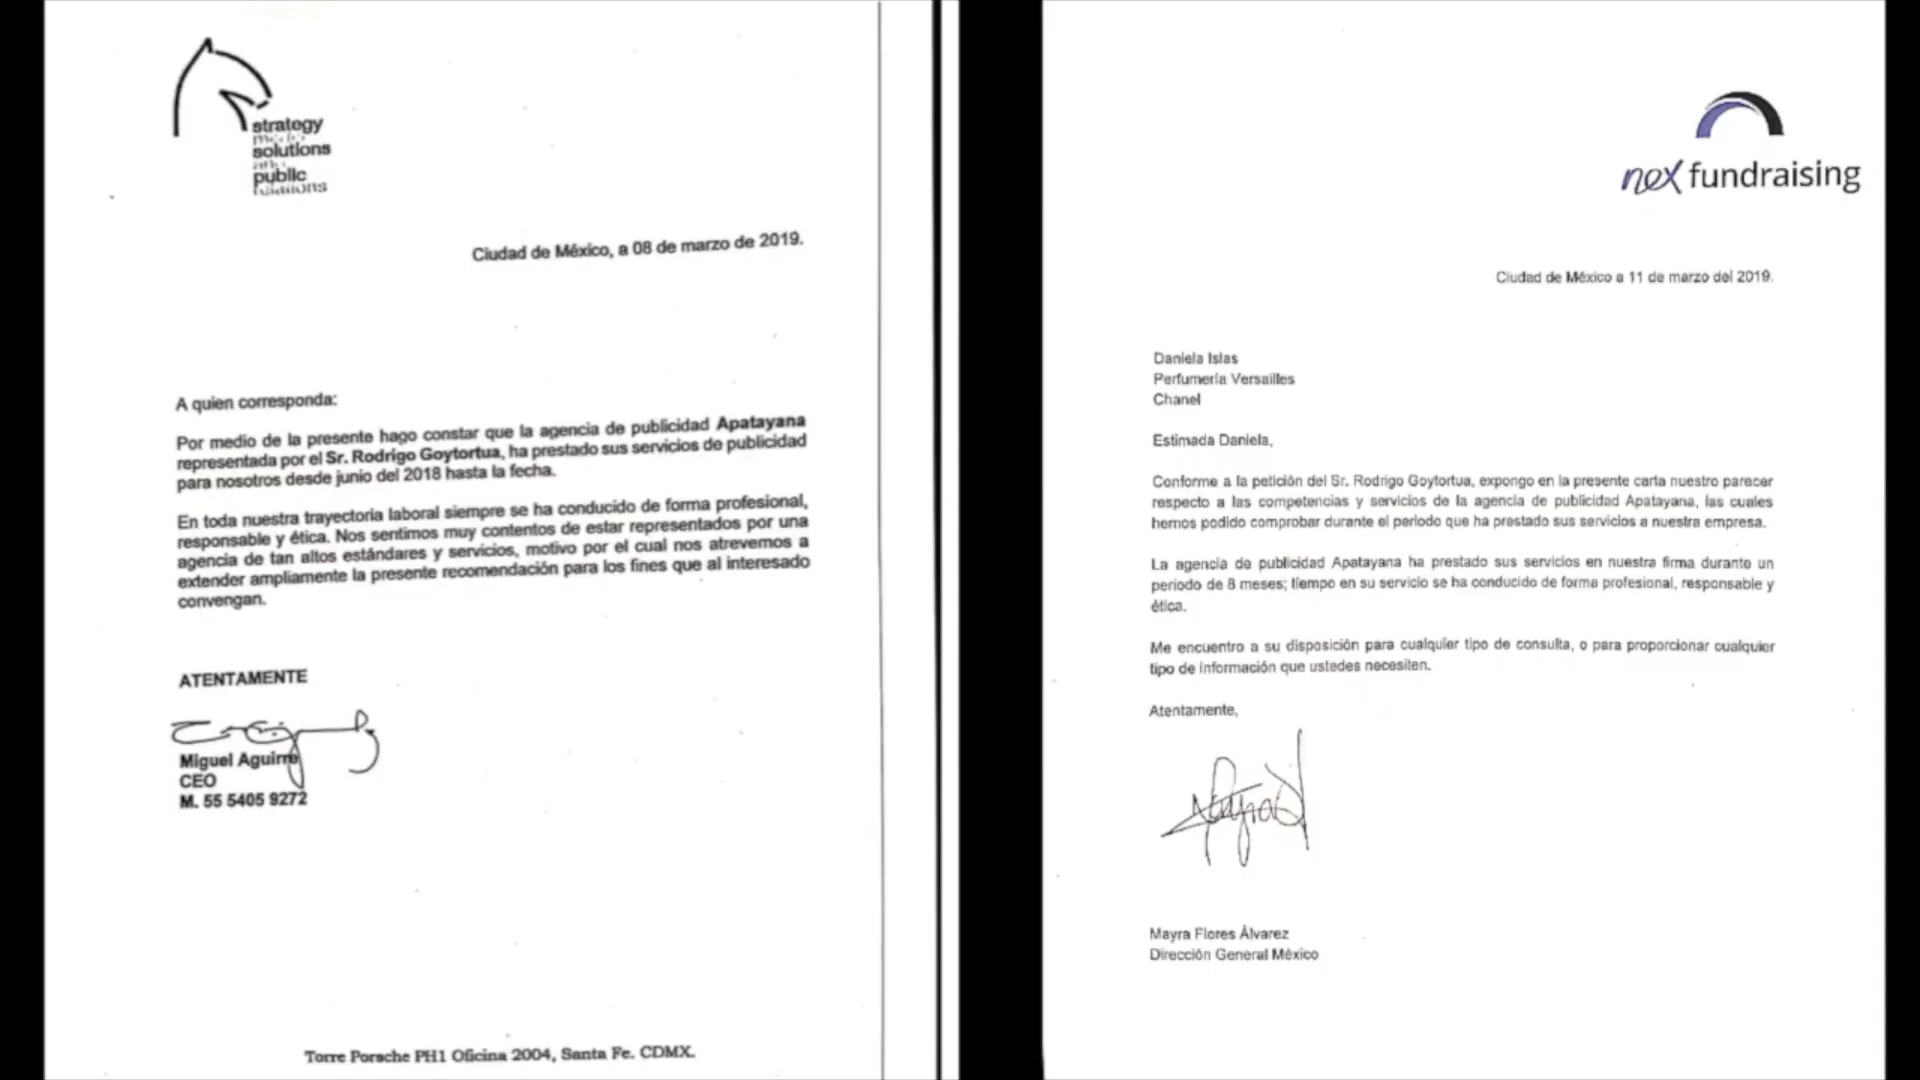 strategy
media
solutions
and
public
relations
Ciudad de México, a 08 de marzo de 2019.
A quien corresponda:
Por medio de la presente hago constar que la agencia de publicidad Apatayana
representada por el Sr. Rodrigo Goytortua, ha prestado sus servicios de publicidad
para nosotros desde junio del 2018 hasta la fecha.
En toda nuestra trayectoria laboral siempre se ha conducido de forma profesional,
responsable y ética. Nos sentimos muy contentos de estar representados por una
agencia de tan altos estándares y servicios, motivo por el cual nos atrevemos a
extender ampliamente la presente recomendación para los fines que al interesado
convengan.
ATENTAMENTE
Miguel Aguirre
CEO
M. 55 5405 9272
Torre Porsche PH1 Oficina 2004, Santa Fe. CDMX.
nex fundraising
Ciudad de México a 11 de marzo del 2019.
Daniela Islas
Perfumería Versailles
Chanel
Estimada Daniela,
Conforme a la petición del Sr. Rodrigo Goytortua, expongo en la presente carta nuestro parecer
respecto a las competencias y servicios de la agencia de publicidad Apatayana, las cuales
hemos podido comprobar durante el periodo que ha prestado sus servicios a nuestra empresa.
La agencia de publicidad Apatayana ha prestado sus servicios en nuestra firma durante un
periodo de 8 meses; tiempo en su servicio se ha conducido de forma profesional, responsable y
ética.
Me encuentro a su disposición para cualquier tipo de consulta, o para proporcionar cualquier
tipo de información que ustedes necesiten.
Atentamente,
Mayra Flores Álvarez
Dirección General México